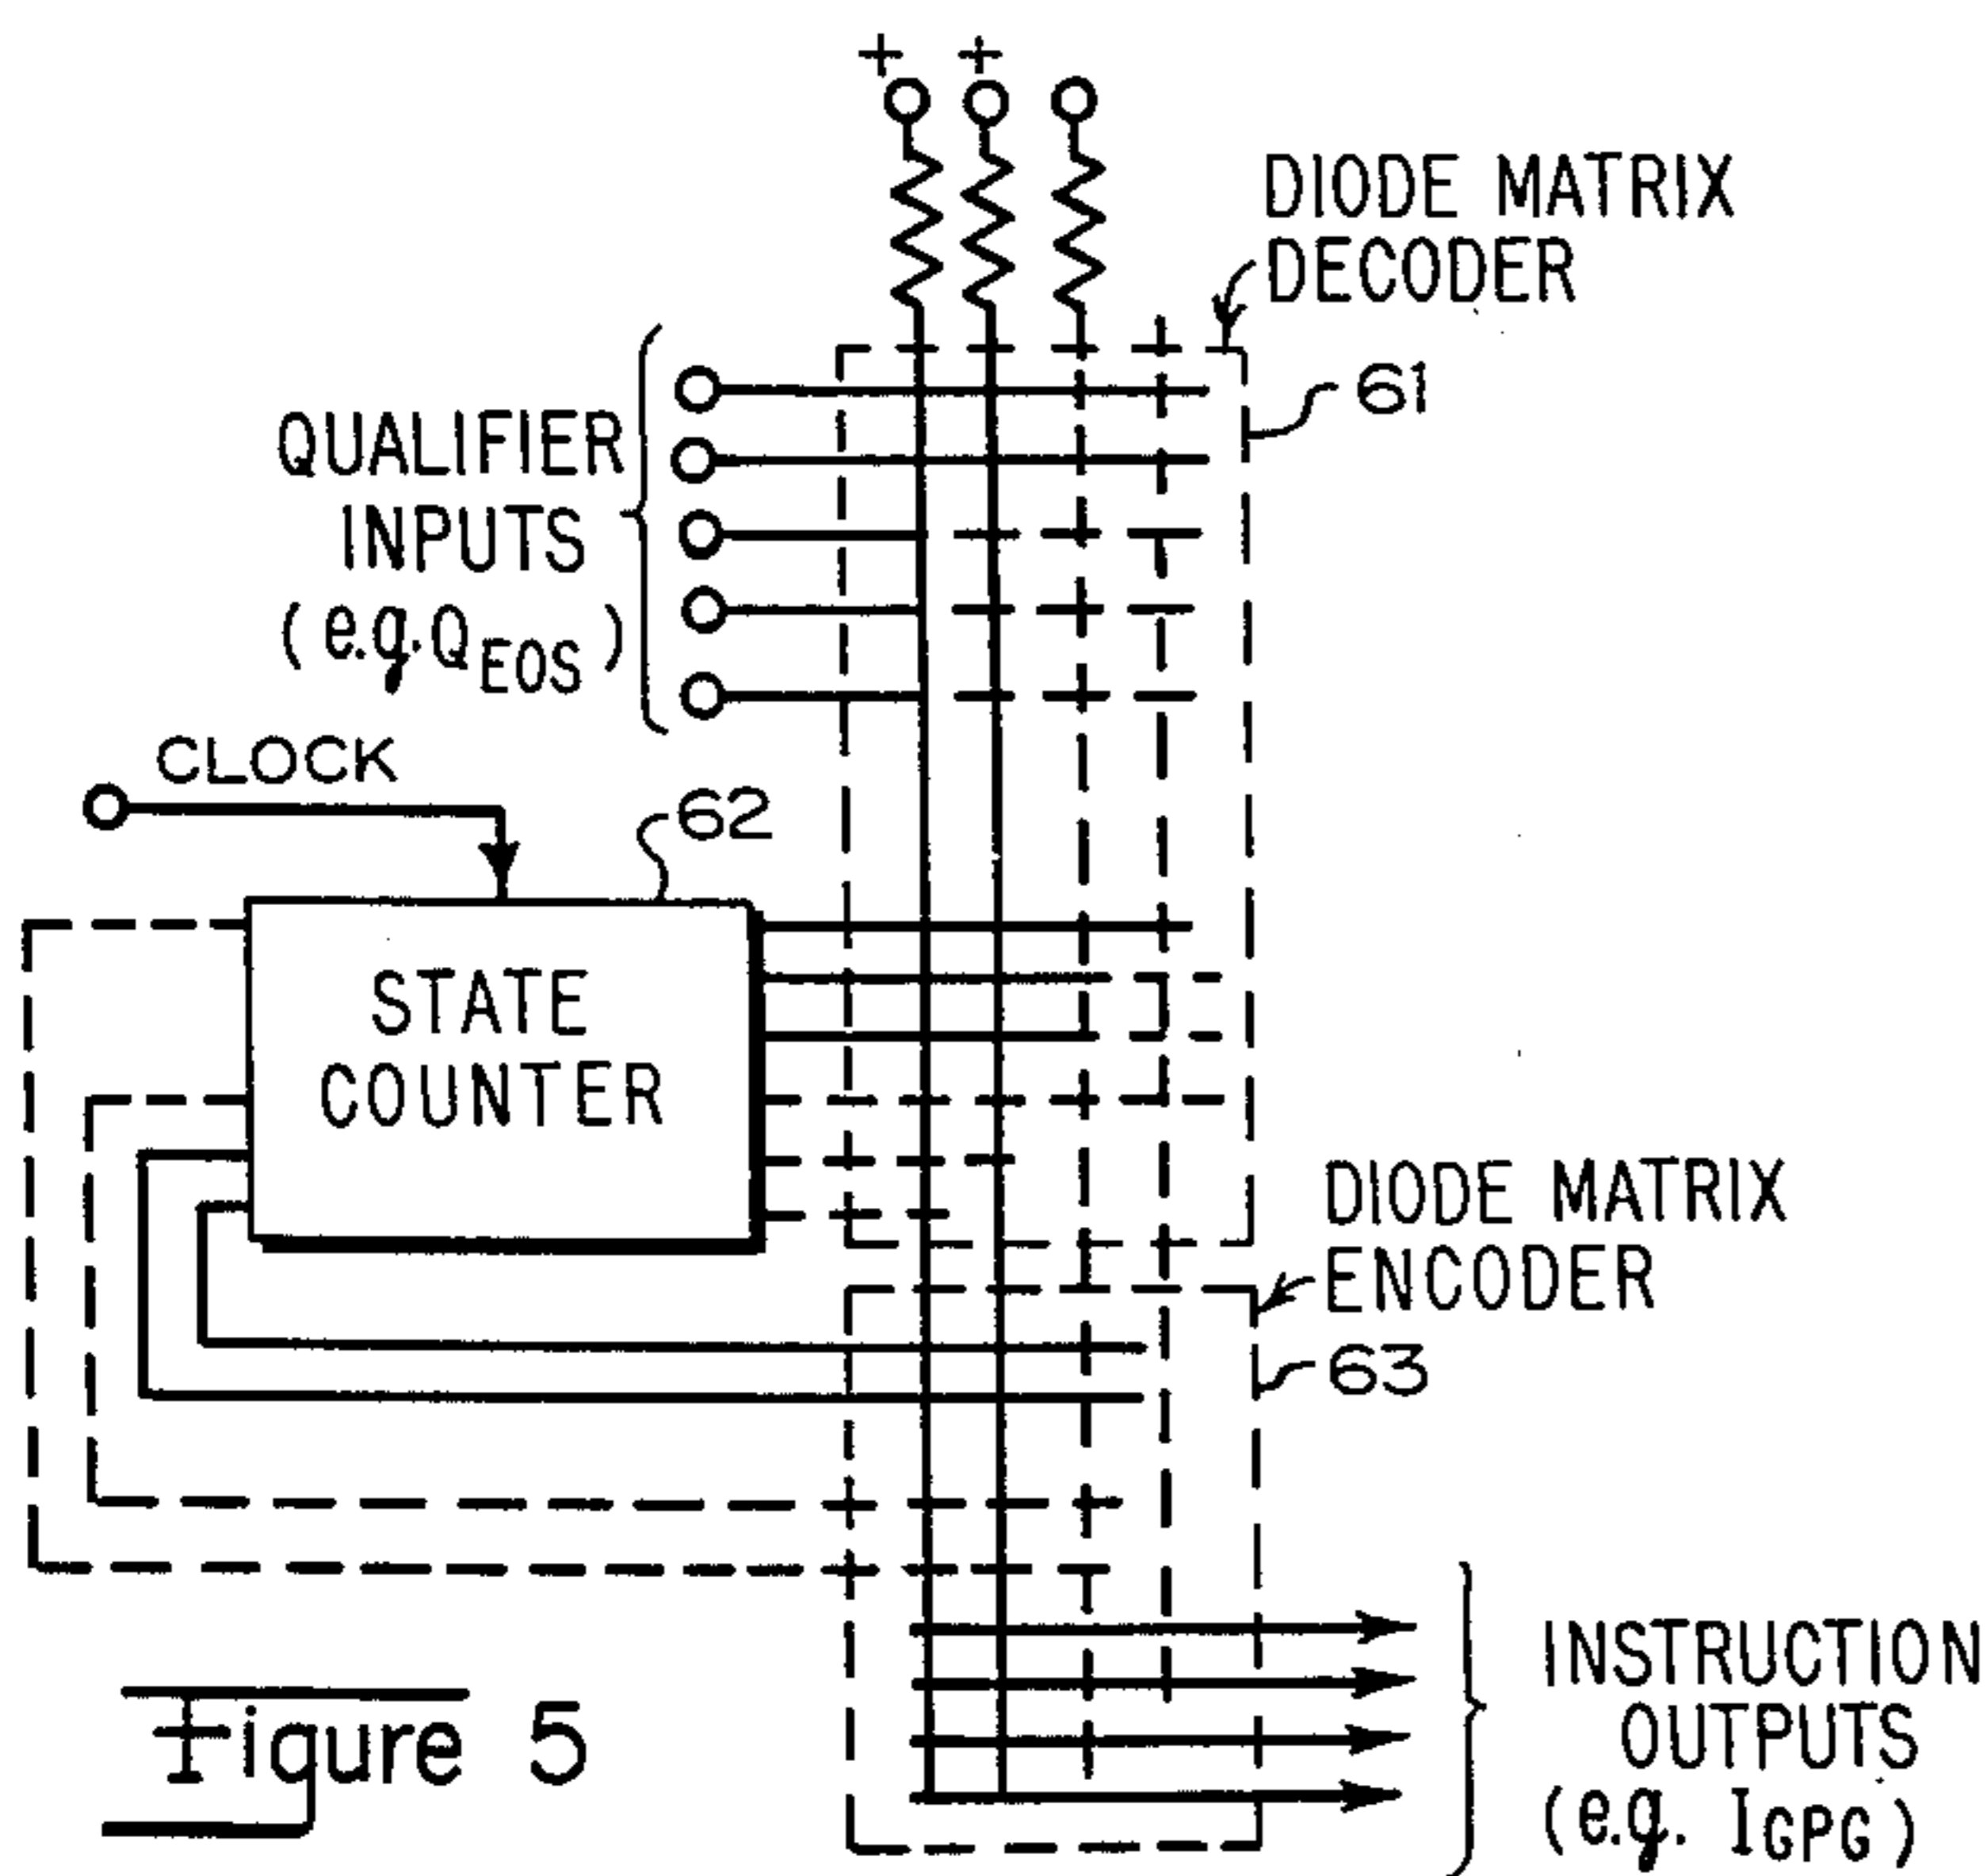 + +
DIODE MATRIX
DECODER
61
QUALIFIER
INPUTS
(e.g. QEOS)
CLOCK
62
STATE
COUNTER
DIODE MATRIX
ENCODER
63
INSTRUCTION
OUTPUTS
(e.g. IGPG)
Figure 5